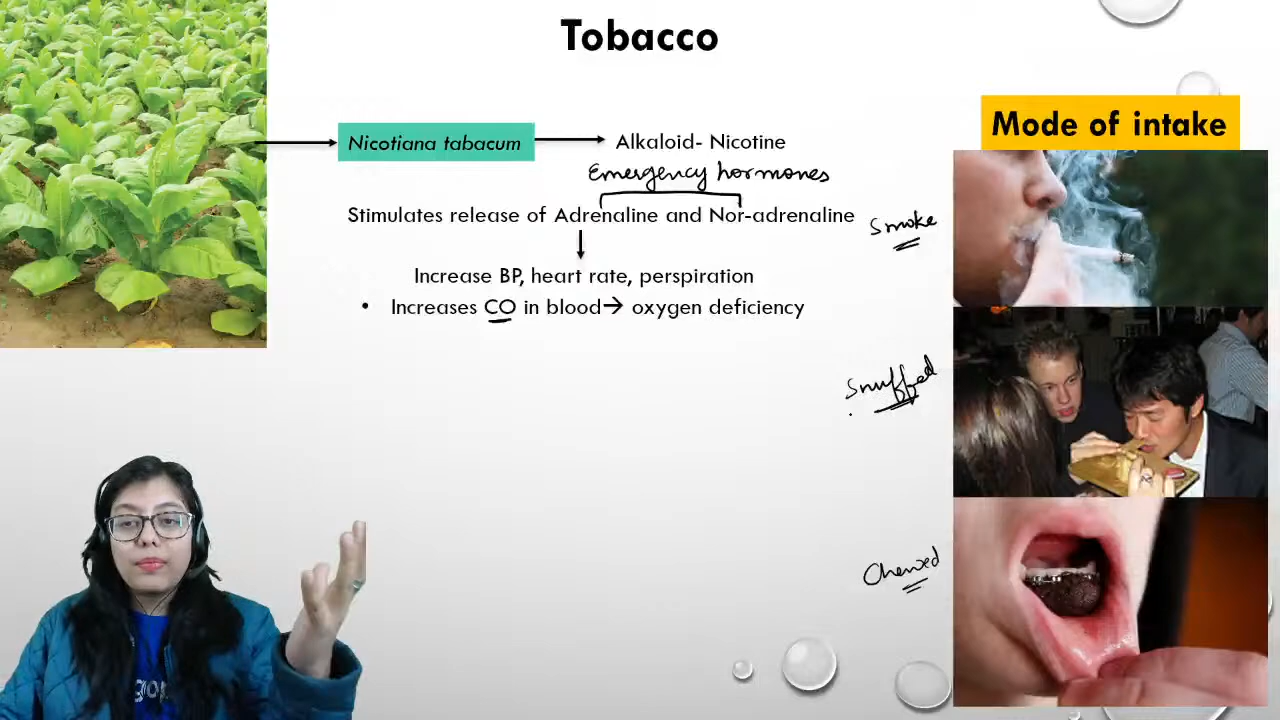 Tobacco
Mode of intake
Nicotiana tabacum
Alkaloid- Nicotine
Emergency hormones
Stimulates release of Adrenaline and Nor-adrenaline
Smoke
Increase BP, heart rate, perspiration
• Increases CO in blood→ oxygen deficiency
Snuffed
Chewed